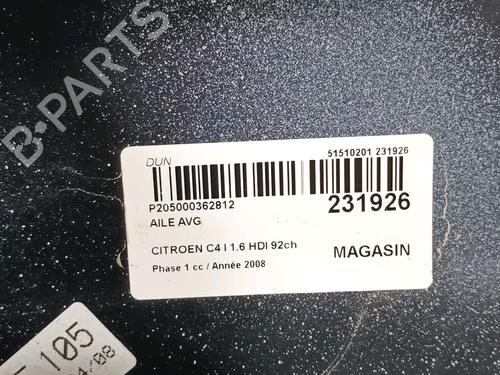 B-PARTS
DUN
51510201 231926
P205000362812
231926
AILE AVG
CITROEN C4 I 1.6 HDI 92ch
MAGASIN
Phase 1 cc / Année 2008
105
/08